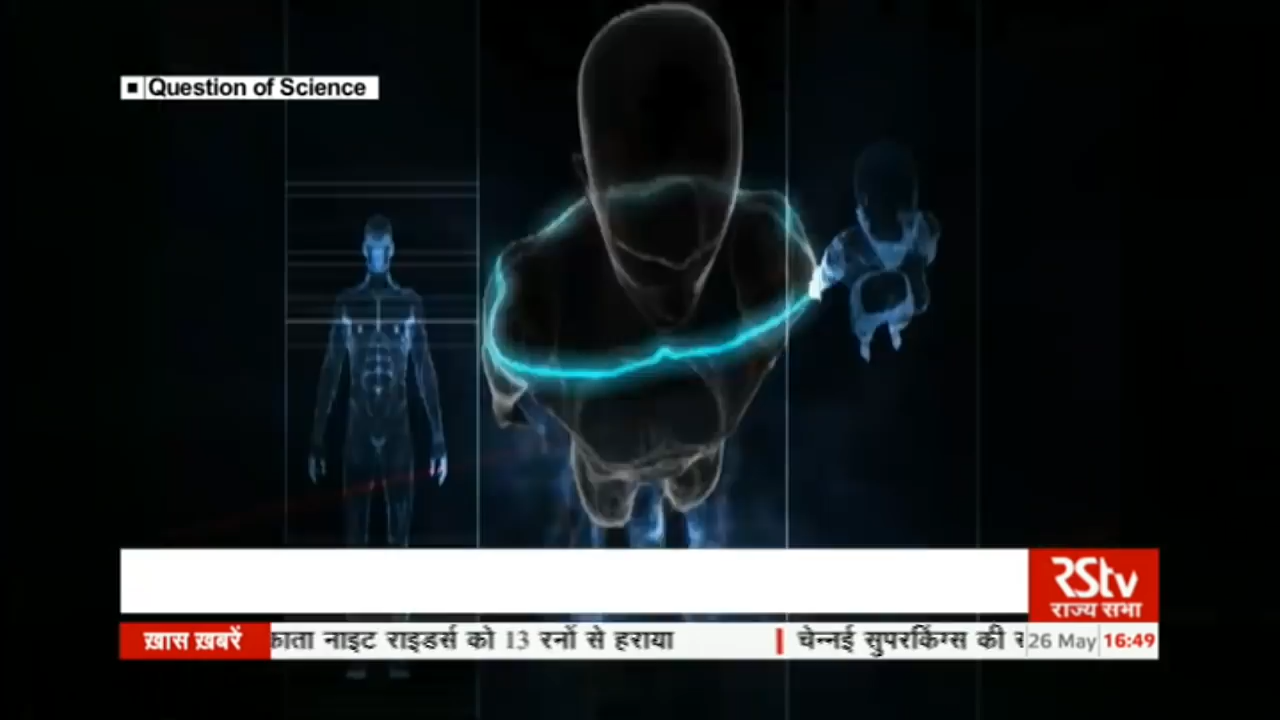 Question of Science
RStv
राज्य सभा
ख़ास ख़बरें
नाइट राइडर्स को 13 रनों से हराया
चेन्नई सुपरकिंग्स की
26 May 16:49